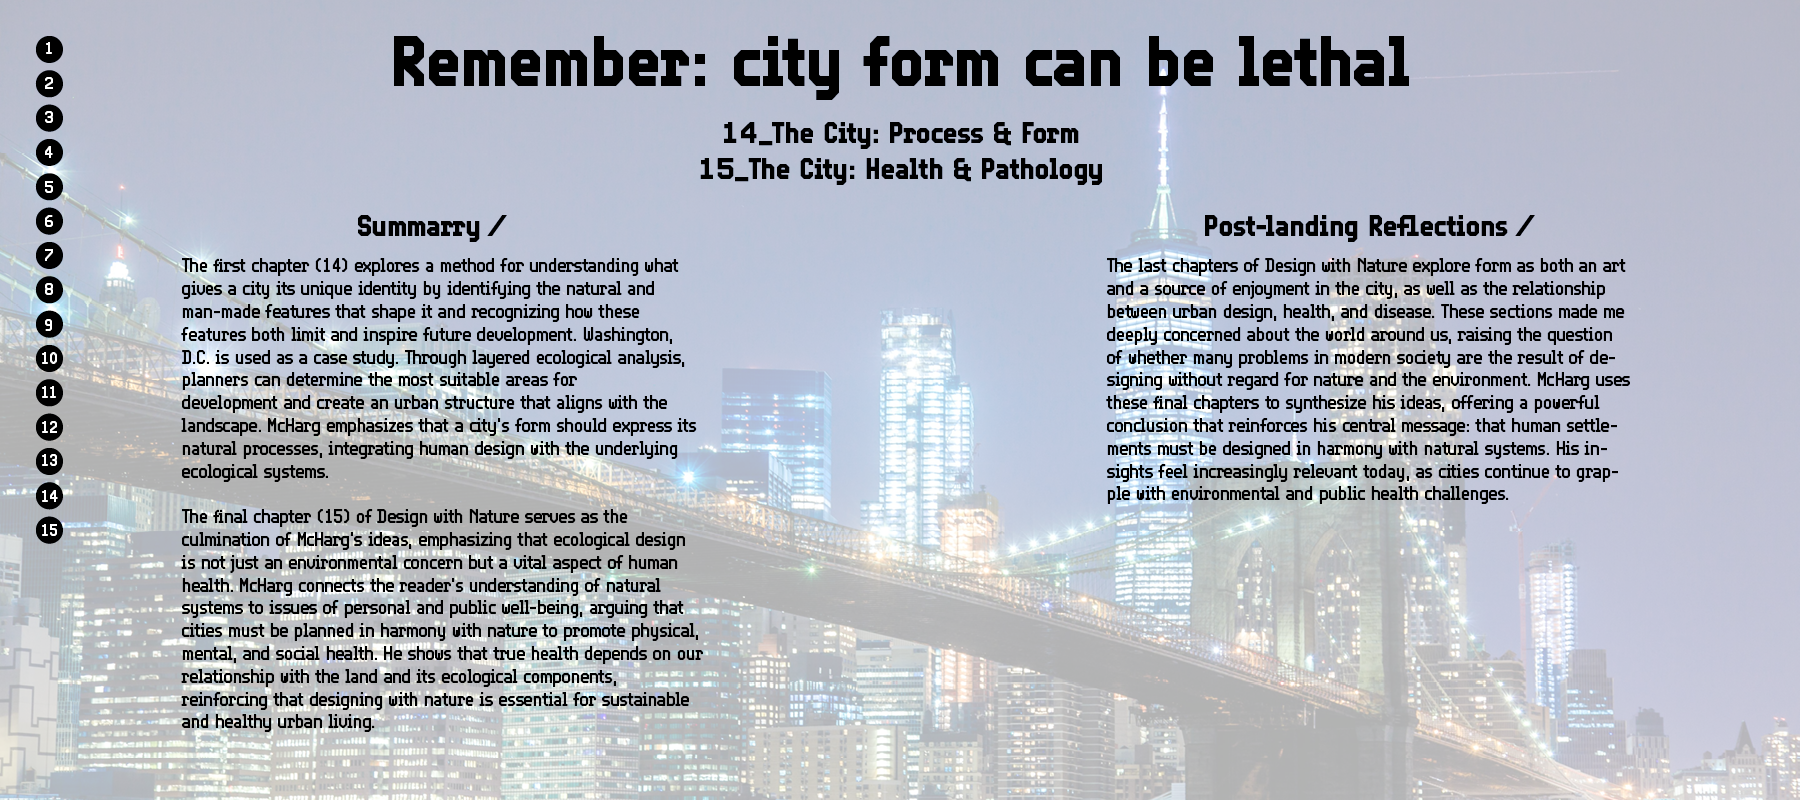 1
2
3
4
5
6
7
8
9
10
11
12
13
14
15
Remember: city form can be lethal
14_The City: Process & Form
15_The City: Health & Pathology
Summarry /
The first chapter (14) explores a method for understanding what
gives a city its unique identity by identifying the natural and
man-made features that shape it and recognizing how these
features both limit and inspire future development. Washington,
D.C. is used as a case study. Through layered ecological analysis,
planners can determine the most suitable areas for
development and create an urban structure that aligns with the
landscape. McHarg emphasizes that a city's form should express its
natural processes, integrating human design with the underlying
ecological systems.
The final chapter (15) of Design with Nature serves as the
culmination of McHarg's ideas, emphasizing that ecological design
is not just an environmental concern but a vital aspect of human
health. McHarg connects the reader's understanding of natural
systems to issues of personal and public well-being, arguing that
cities must be planned in harmony with nature to promote physical,
mental, and social health. He shows that true health depends on our
relationship with the land and its ecological components,
reinforcing that designing with nature is essential for sustainable
and healthy urban living.
Post-landing Reflections /
The last chapters of Design with Nature explore form as both an art
and a source of enjoyment in the city, as well as the relationship
between urban design, health, and disease. These sections made me
deeply concerned about the world around us, raising the question
of whether many problems in modern society are the result of de-
signing without regard for nature and the environment. McHarg uses
these final chapters to synthesize his ideas, offering a powerful
conclusion that reinforces his central message: that human settle-
ments must be designed in harmony with natural systems. His in-
sights feel increasingly relevant today, as cities continue to grap-
ple with environmental and public health challenges.